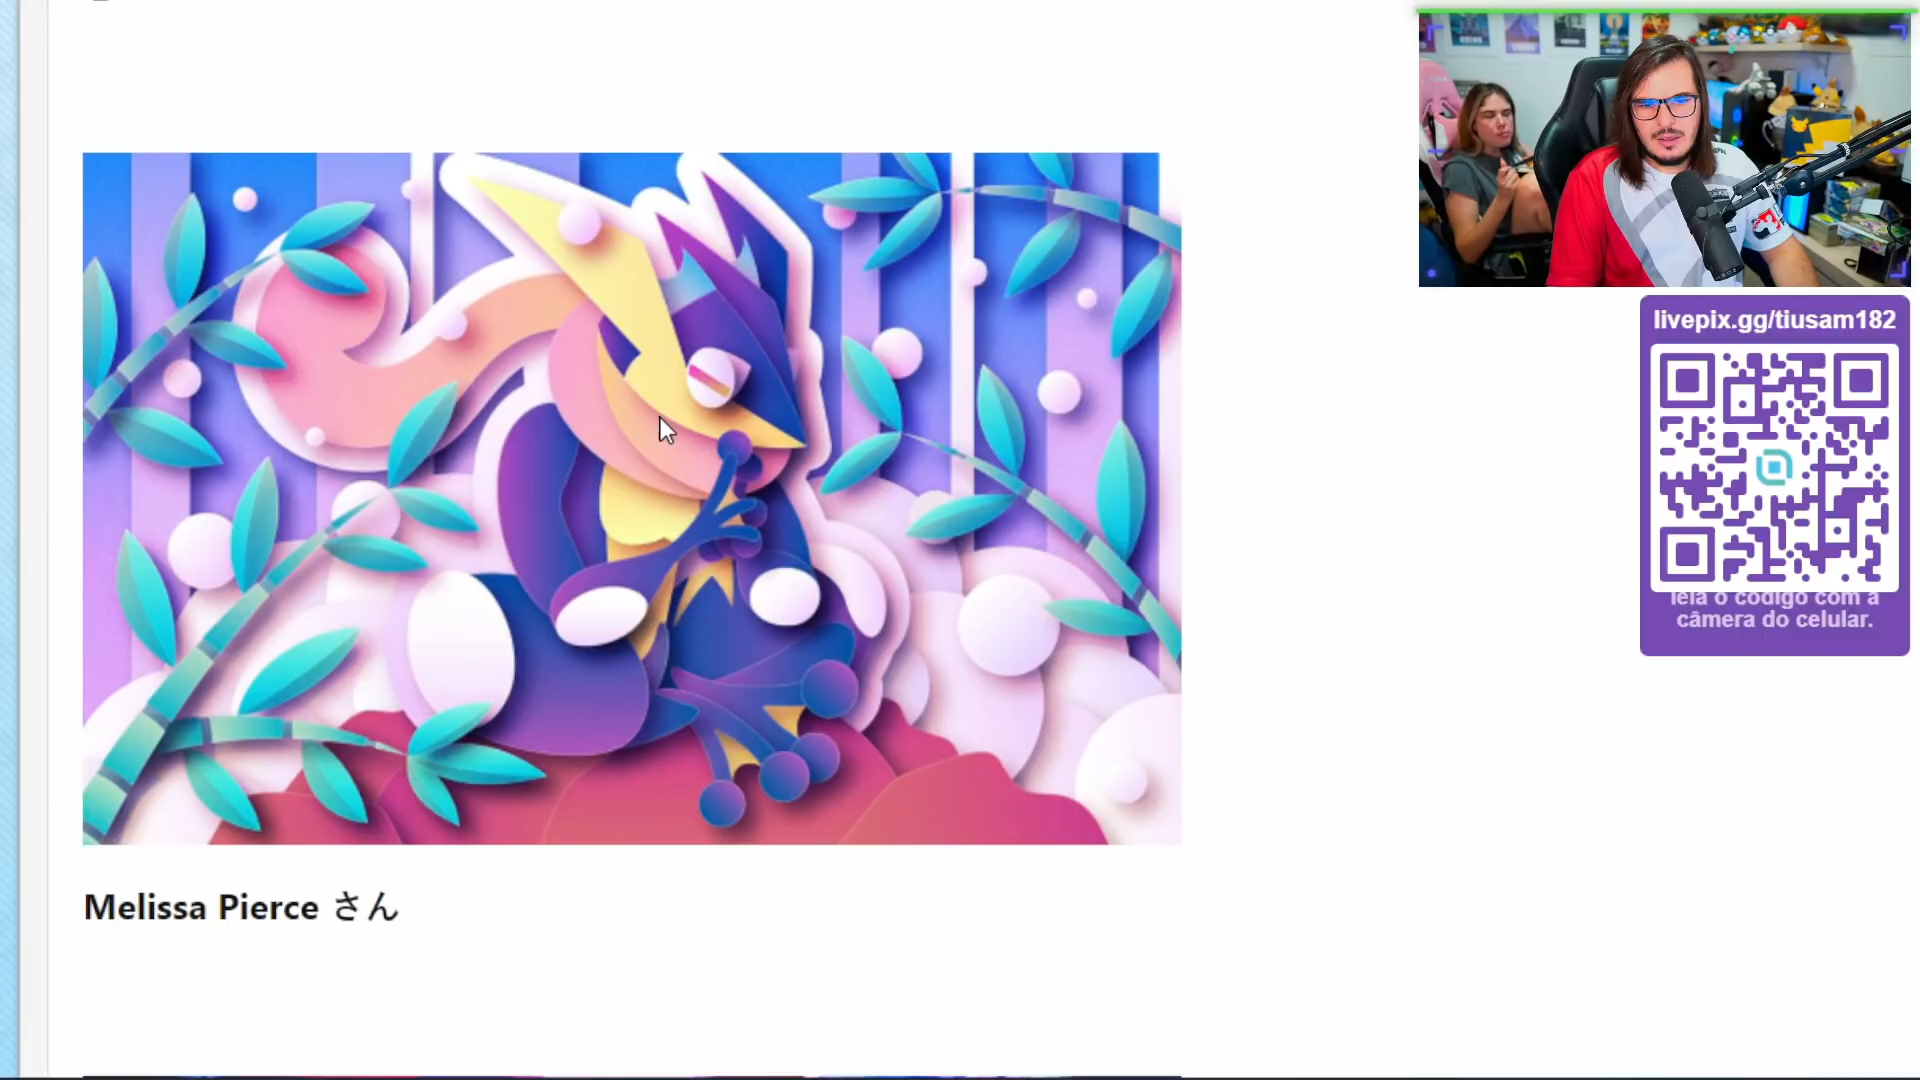 livepix.gg/tiusam182
leia o código com a
câmera do celular.
Melissa Pierce さん